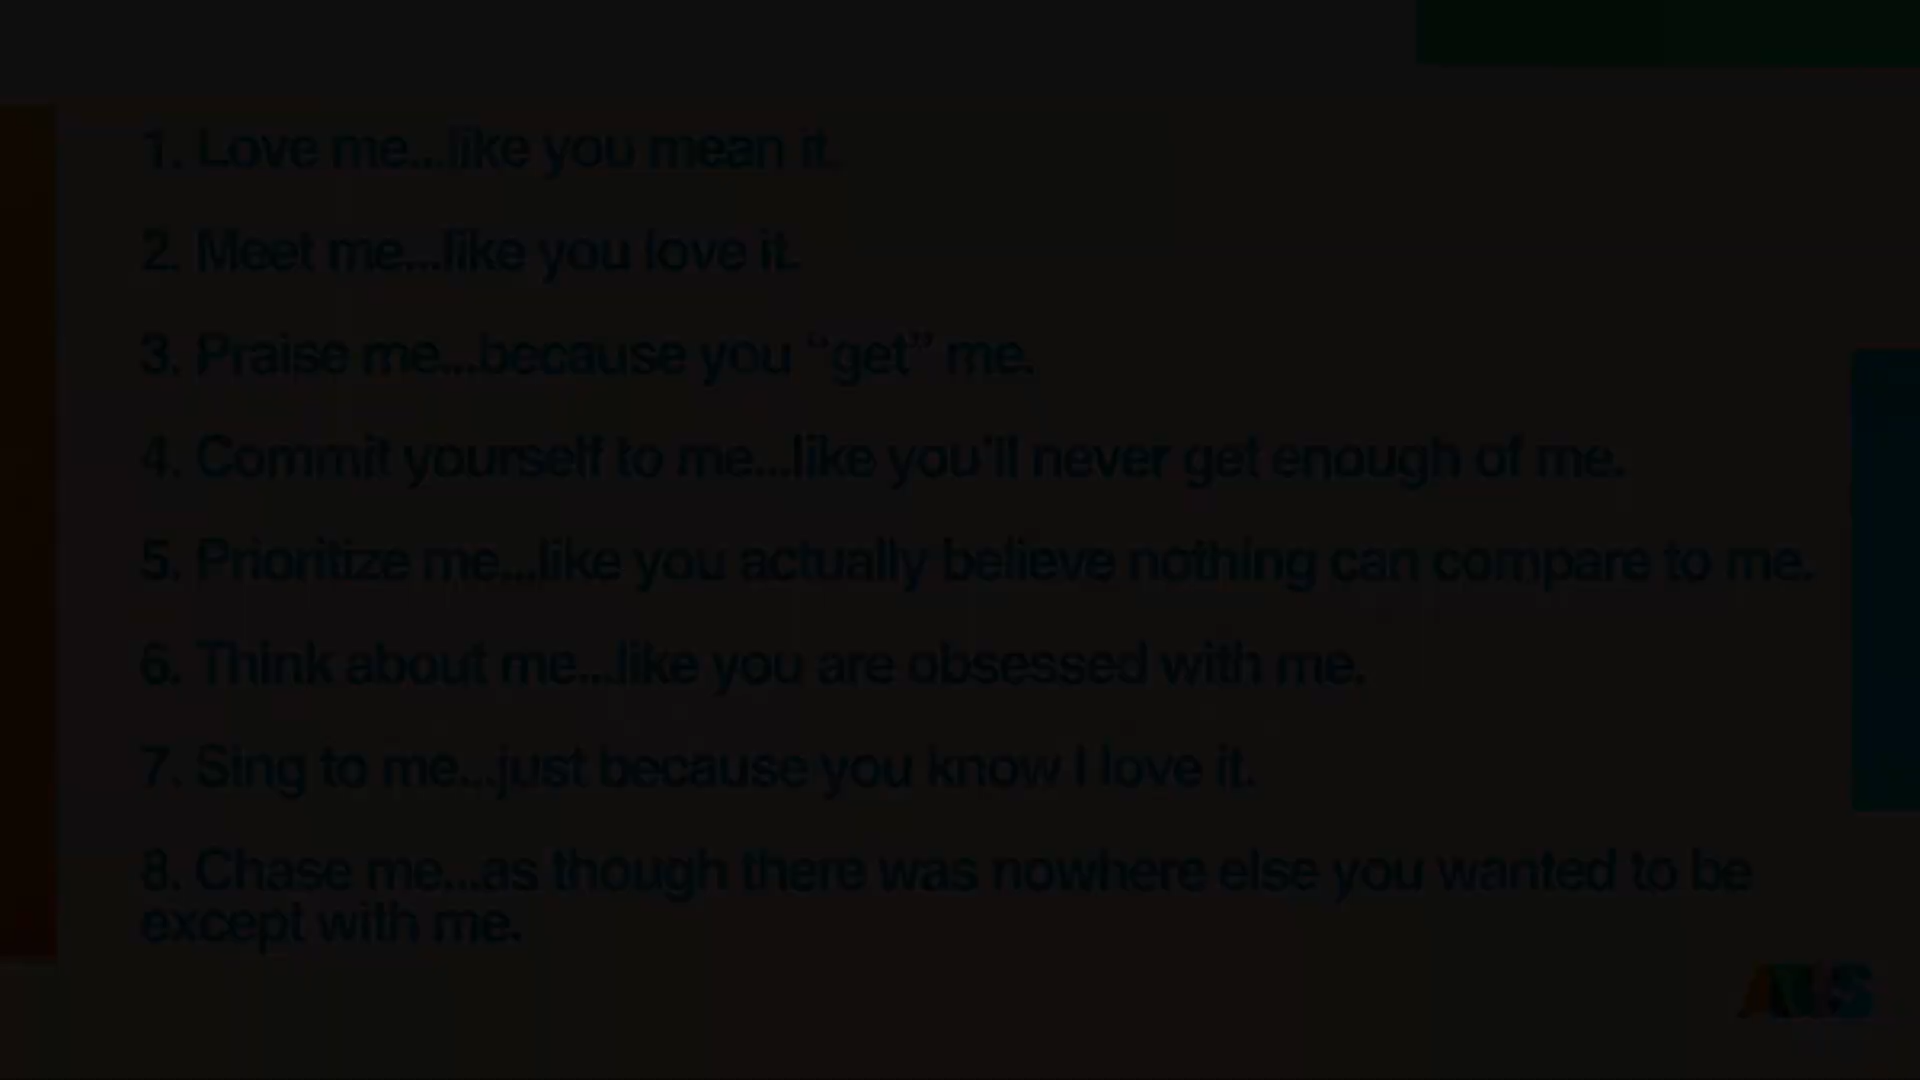 1. Love me...like you mean it.
2. Meet me...like you love it.
3. Praise me...because you “get” me.
4. Commit yourself to me...like you'll never get enough of me.
5. Prioritize me...like you actually believe nothing can compare to me.
6. Think about me...like you are obsessed with me.
7. Sing to me...just because you know I love it.
8. Chase me...as though there was nowhere else you wanted to be
except with me.